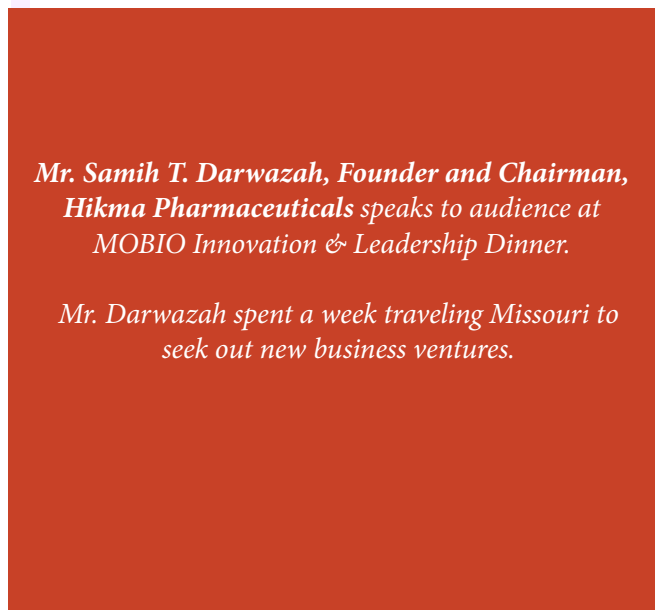 Mr. Samih T. Darwazah, Founder and Chairman,
Hikma Pharmaceuticals speaks to audience at
MOBIO Innovation & Leadership Dinner.
Mr. Darwazah spent a week traveling Missouri to
seek out new business ventures.